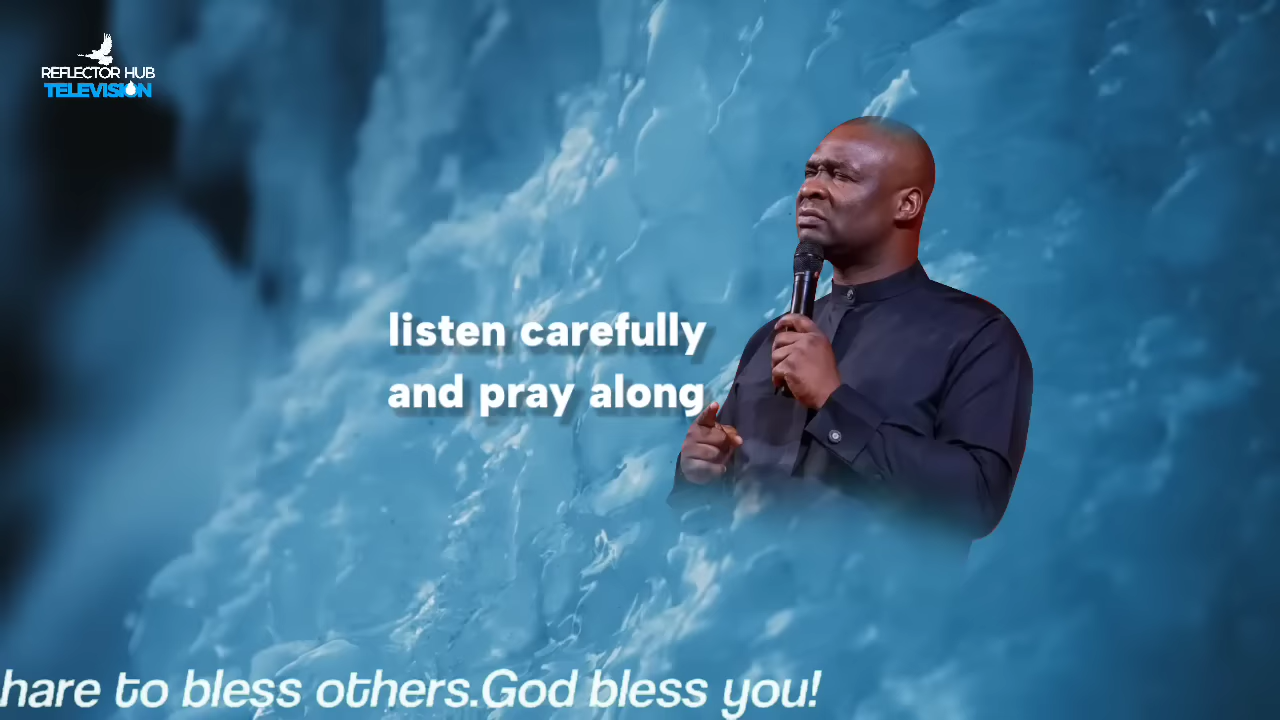 REFLECTOR HUB
TELEVISION
listen carefully
and pray along
hare to bless others.God bless you!